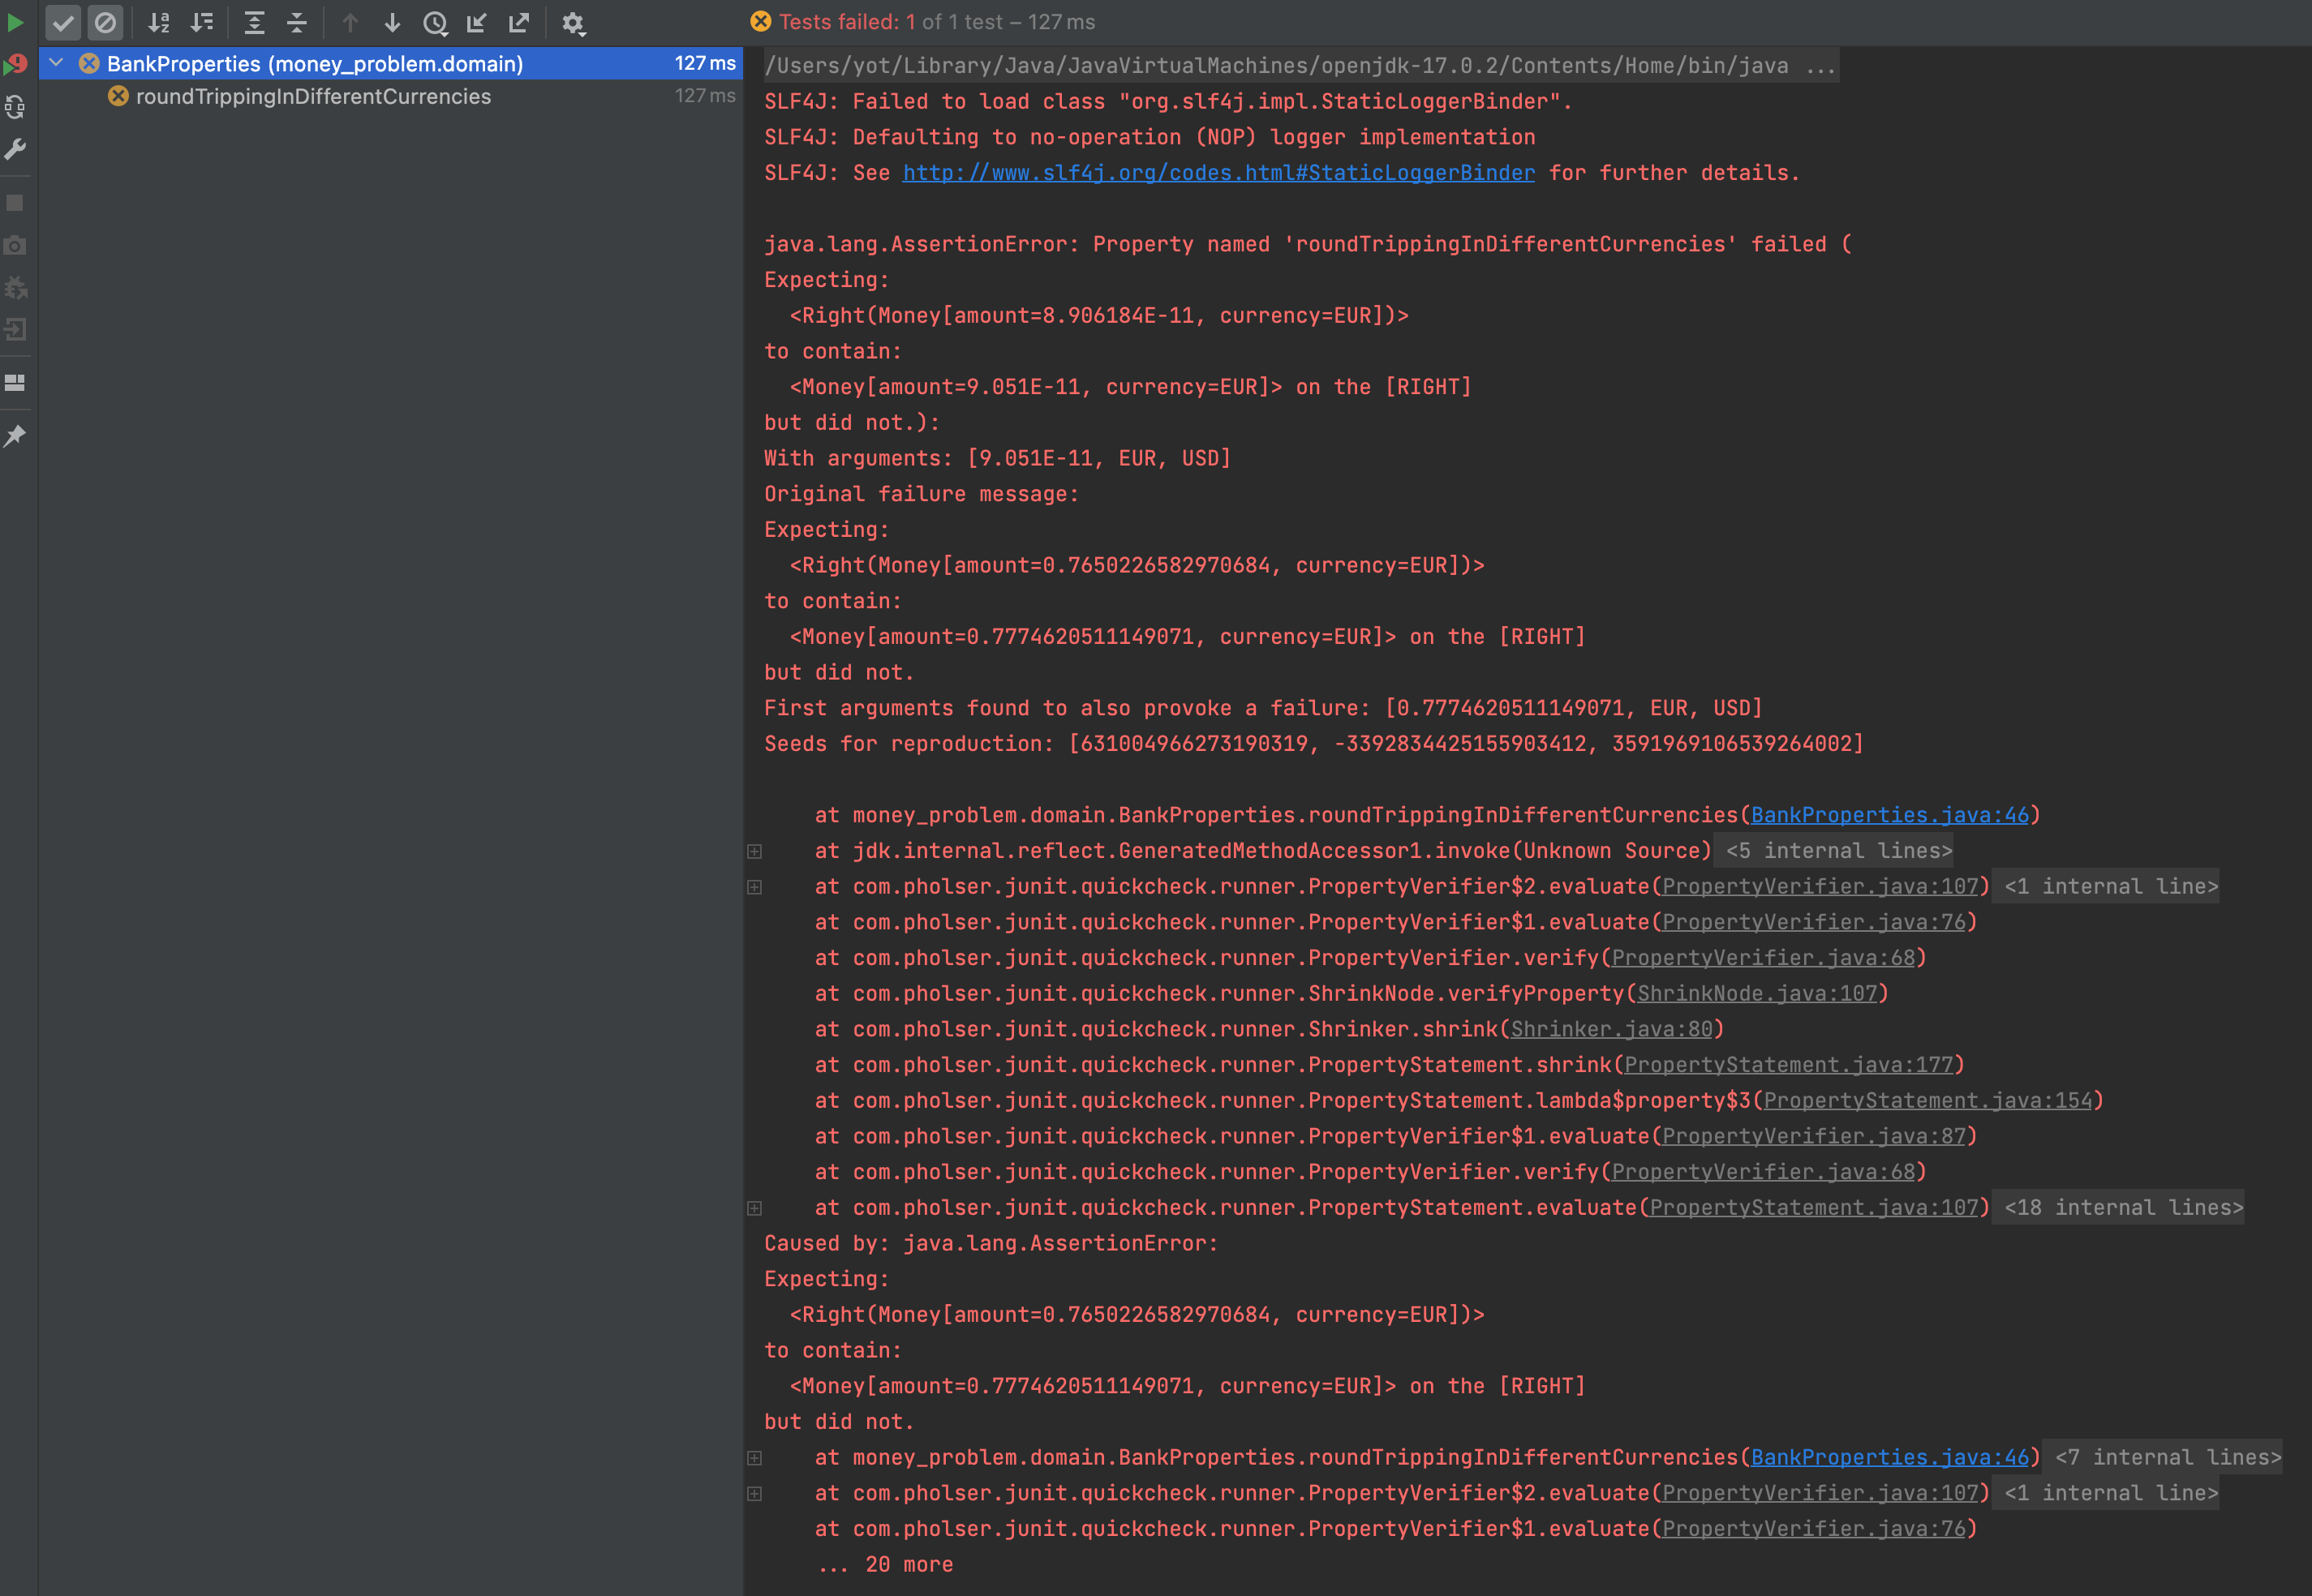 Tests failed: 1 of 1 test – 127 ms
BankProperties (money_problem.domain) 127 ms
roundTrippingInDifferentCurrencies 127 ms
/Users/yot/Library/Java/JavaVirtualMachines/openjdk-17.0.2/Contents/Home/bin/java ...
SLF4J: Failed to load class "org.slf4j.impl.StaticLoggerBinder".
SLF4J: Defaulting to no-operation (NOP) logger implementation
SLF4J: See http://www.slf4j.org/codes.html#StaticLoggerBinder for further details.
java.lang.AssertionError: Property named 'roundTrippingInDifferentCurrencies' failed (
Expecting:
<Right(Money[amount=8.906184E-11, currency=EUR])>
to contain:
<Money[amount=9.051E-11, currency=EUR]> on the [RIGHT]
but did not.):
With arguments: [9.051E-11, EUR, USD]
Original failure message:
Expecting:
<Right(Money[amount=0.7650226582970684, currency=EUR])>
to contain:
<Money[amount=0.7774620511149071, currency=EUR]> on the [RIGHT]
but did not.
First arguments found to also provoke a failure: [0.7774620511149071, EUR, USD]
Seeds for reproduction: [631004966273190319, -3392834425155903412, 3591969106539264002]
at money_problem.domain.BankProperties.roundTrippingInDifferentCurrencies(BankProperties.java:46)
at jdk.internal.reflect.GeneratedMethodAccessor1.invoke(Unknown Source) <5 internal lines>
at com.pholser.junit.quickcheck.runner.PropertyVerifier$2.evaluate(PropertyVerifier.java:107) <1 internal line>
at com.pholser.junit.quickcheck.runner.PropertyVerifier$1.evaluate(PropertyVerifier.java:76)
at com.pholser.junit.quickcheck.runner.PropertyVerifier.verify(PropertyVerifier.java:68)
at com.pholser.junit.quickcheck.runner.ShrinkNode.verifyProperty(ShrinkNode.java:107)
at com.pholser.junit.quickcheck.runner.Shrinker.shrink(Shrinker.java:80)
at com.pholser.junit.quickcheck.runner.PropertyStatement.shrink(PropertyStatement.java:177)
at com.pholser.junit.quickcheck.runner.PropertyStatement.lambda$property$3(PropertyStatement.java:154)
at com.pholser.junit.quickcheck.runner.PropertyVerifier$1.evaluate(PropertyVerifier.java:87)
at com.pholser.junit.quickcheck.runner.PropertyVerifier.verify(PropertyVerifier.java:68)
at com.pholser.junit.quickcheck.runner.PropertyStatement.evaluate(PropertyStatement.java:107) <18 internal lines>
Caused by: java.lang.AssertionError:
Expecting:
<Right(Money[amount=0.7650226582970684, currency=EUR])>
to contain:
<Money[amount=0.7774620511149071, currency=EUR]> on the [RIGHT]
but did not.
at money_problem.domain.BankProperties.roundTrippingInDifferentCurrencies(BankProperties.java:46) <7 internal lines>
at com.pholser.junit.quickcheck.runner.PropertyVerifier$2.evaluate(PropertyVerifier.java:107) <1 internal line>
at com.pholser.junit.quickcheck.runner.PropertyVerifier$1.evaluate(PropertyVerifier.java:76)
... 20 more